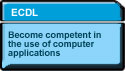 ECDL
Become competent in
the use of computer
applications